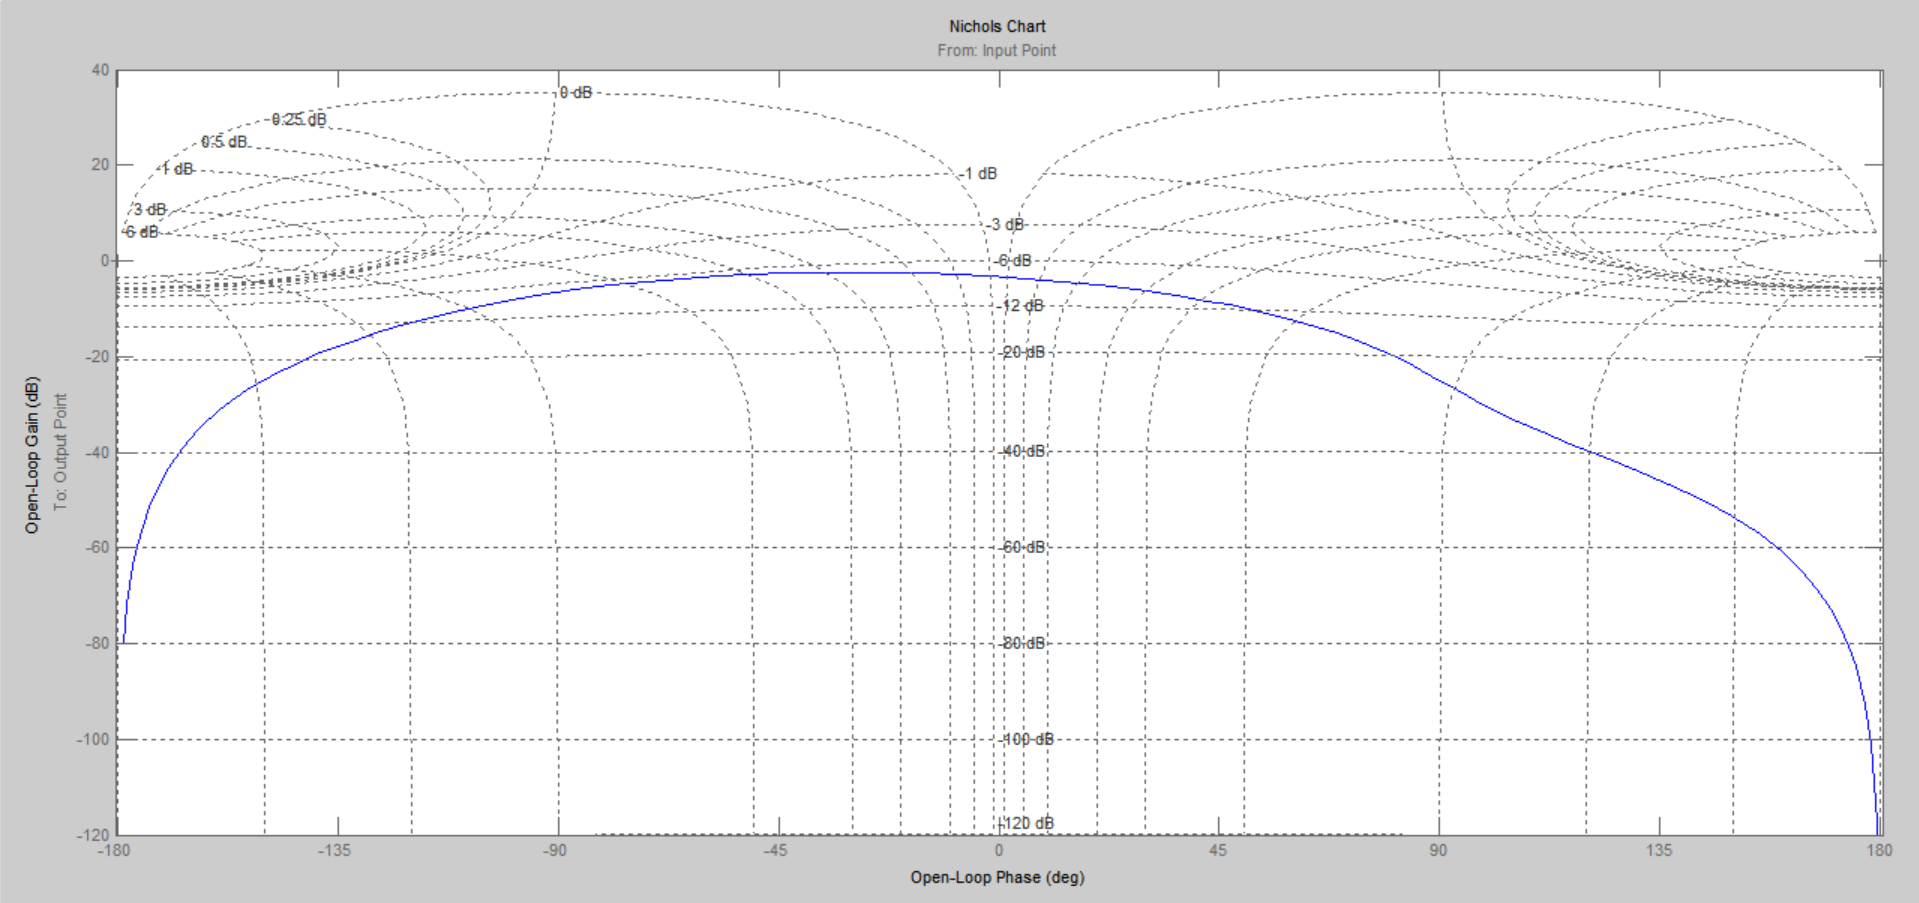 Nichols Chart
From: Input Point
Open-Loop Gain (dB)
To: Output Point
40
20
0
-20
-40
-60
-80
-100
-120
0 dB
0.25 dB
0.5 dB
1 dB
3 dB
6 dB
-1 dB
-3 dB
-6 dB
-12 dB
-20 dB
-40 dB
-60 dB
-80 dB
-100 dB
-120 dB
-180 -135 -90 -45 0 45 90 135 180
Open-Loop Phase (deg)